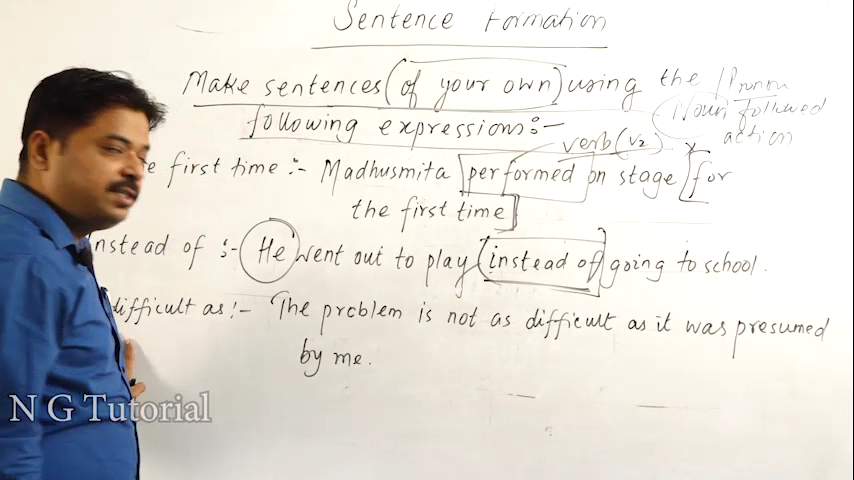 Sentence Formation
Make sentences (of your own) using the
following expressions:-
/Pronoun
Noun followed
action
verb (v2)
first time :- Madhusmita performed on stage [for
the first time]
Instead of :- He went out to play [instead of] going to school.
difficult as:- The problem is not as difficult as it was presumed
by me.
N G Tutorial